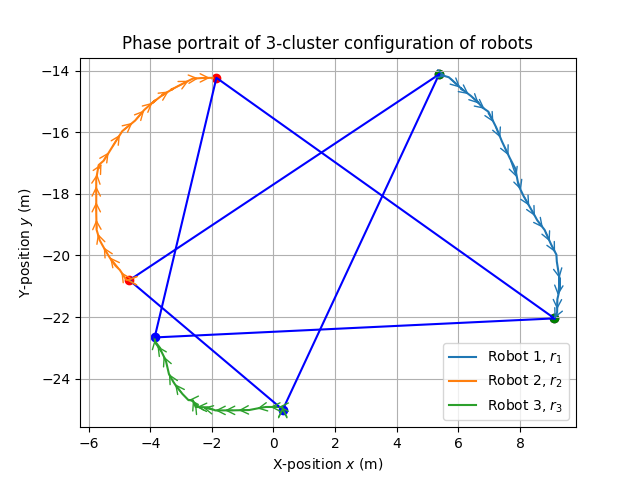 Phase portrait of 3-cluster configuration of robots
Y-position y (m)
−14
−16
−18
−20
−22
−24
Robot 1, r₁
Robot 2, r₂
Robot 3, r₃
−6 −4 −2 0 2 4 6 8
X-position x (m)